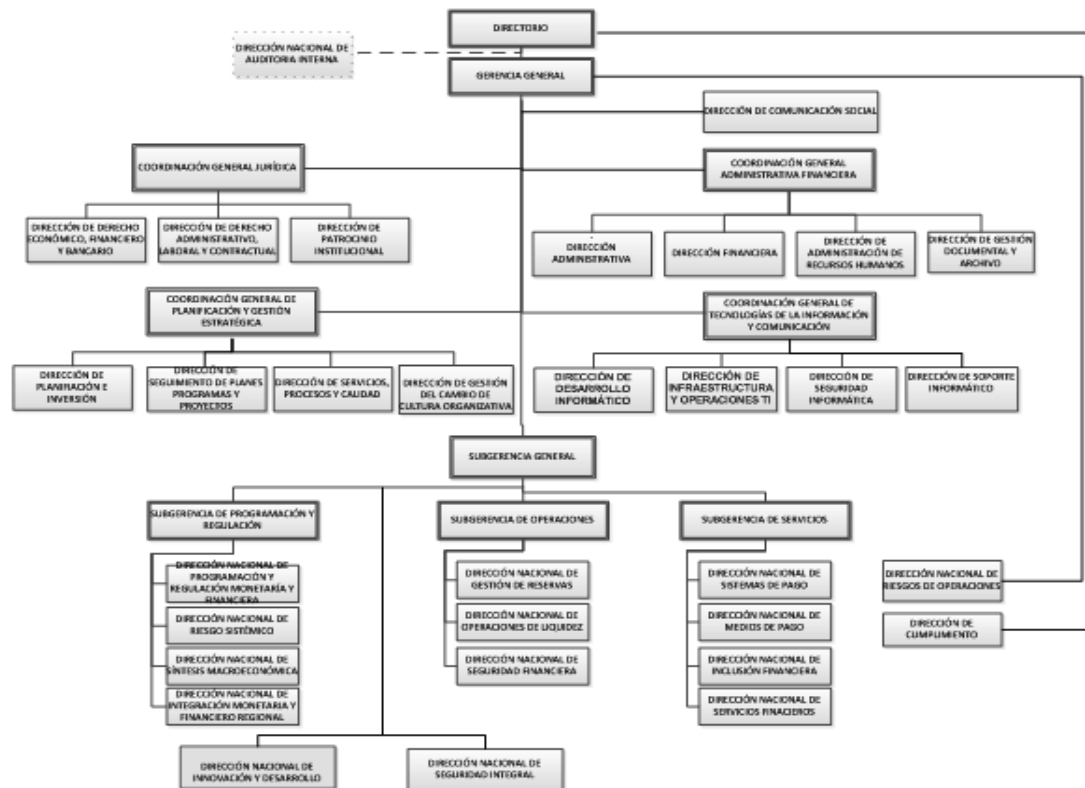 DIRECTORIO
DIRECCIÓN NACIONAL DE
AUDITORIA INTERNA
GERENCIA GENERAL
DIRECCIÓN DE COMUNICACIÓN SOCIAL
COORDINACIÓN GENERAL JURÍDICA
COORDINACIÓN GENERAL
ADMINISTRATIVA FINANCIERA
DIRECCIÓN DE DERECHO
ECONÓMICO, FINANCIERO
Y BANCARIO
DIRECCIÓN DE DERECHO
ADMINISTRATIVO,
LABORAL Y CONTRACTUAL
DIRECCIÓN DE
PATROCINIO
INSTITUCIONAL
DIRECCIÓN
ADMINISTRATIVA
DIRECCIÓN FINANCIERA
DIRECCIÓN DE
ADMINISTRACIÓN DE
RECURSOS HUMANOS
DIRECCIÓN DE GESTIÓN
DOCUMENTAL Y
ARCHIVO
COORDINACIÓN GENERAL DE
PLANIFICACIÓN Y GESTIÓN
ESTRATÉGICA
COORDINACIÓN GENERAL DE
TECNOLOGÍAS DE LA INFORMACIÓN
Y COMUNICACIÓN
DIRECCIÓN DE
PLANIFIACIÓN E
INVERSIÓN
DIRECCIÓN DE
SEGUIMIENTO DE PLANES
PROGRAMAS Y
PROYECTOS
DIRECCIÓN DE SERVICIOS,
PROCESOS Y CALIDAD
DIRECCIÓN DE GESTIÓN
DEL CAMBIO DE
CULTURA ORGANIZATIVA
DIRECCIÓN DE
DESARROLLO
INFORMÁTICO
DIRECCIÓN DE
INFRAESTRUCTURA
Y OPERACIONES TI
DIRECCIÓN DE
SEGURIDAD
INFORMÁTICA
DIRECCIÓN DE SOPORTE
INFORMÁTICO
SUBGERENCIA GENERAL
SUBGERENCIA DE PROGRAMACIÓN Y
REGULACIÓN
SUBGERENCIA DE OPERACIONES
SUBGERENCIA DE SERVICIOS
DIRECCIÓN NACIONAL DE
PROGRAMACIÓN Y
REGULACIÓN MONETARÍA Y
FINANCIERA
DIRECCIÓN NACIONAL DE
RIESGO SISTÉMICO
DIRECCIÓN NACIONAL DE
SÍNTESIS MACROECONÓMICA
DIRECCIÓN NACIONAL DE
INTEGRACIÓN MONETARIA Y
FINANCIERO REGIONAL
DIRECCIÓN NACIONAL DE
GESTIÓN DE RESERVAS
DIRECCIÓN NACIONAL DE
OPERACIONES DE LIQUIDEZ
DIRECCIÓN NACIONAL DE
SEGURIDAD FINANCIERA
DIRECCIÓN NACIONAL DE
SISTEMAS DE PAGO
DIRECCIÓN NACIONAL DE
MEDIOS DE PAGO
DIRECCIÓN NACIONAL DE
INCLUSIÓN FINANCIERA
DIRECCIÓN NACIONAL DE
SERVICIOS FINACIEROS
DIRECCIÓN NACIONAL DE
RIESGOS DE OPERACIONES
DIRECCIÓN DE
CUMPLIMIENTO
DIRECCIÓN NACIONAL DE
INNOVACIÓN Y DESARROLLO
DIRECCIÓN NACIONAL DE
SEGURIDAD INTEGRAL